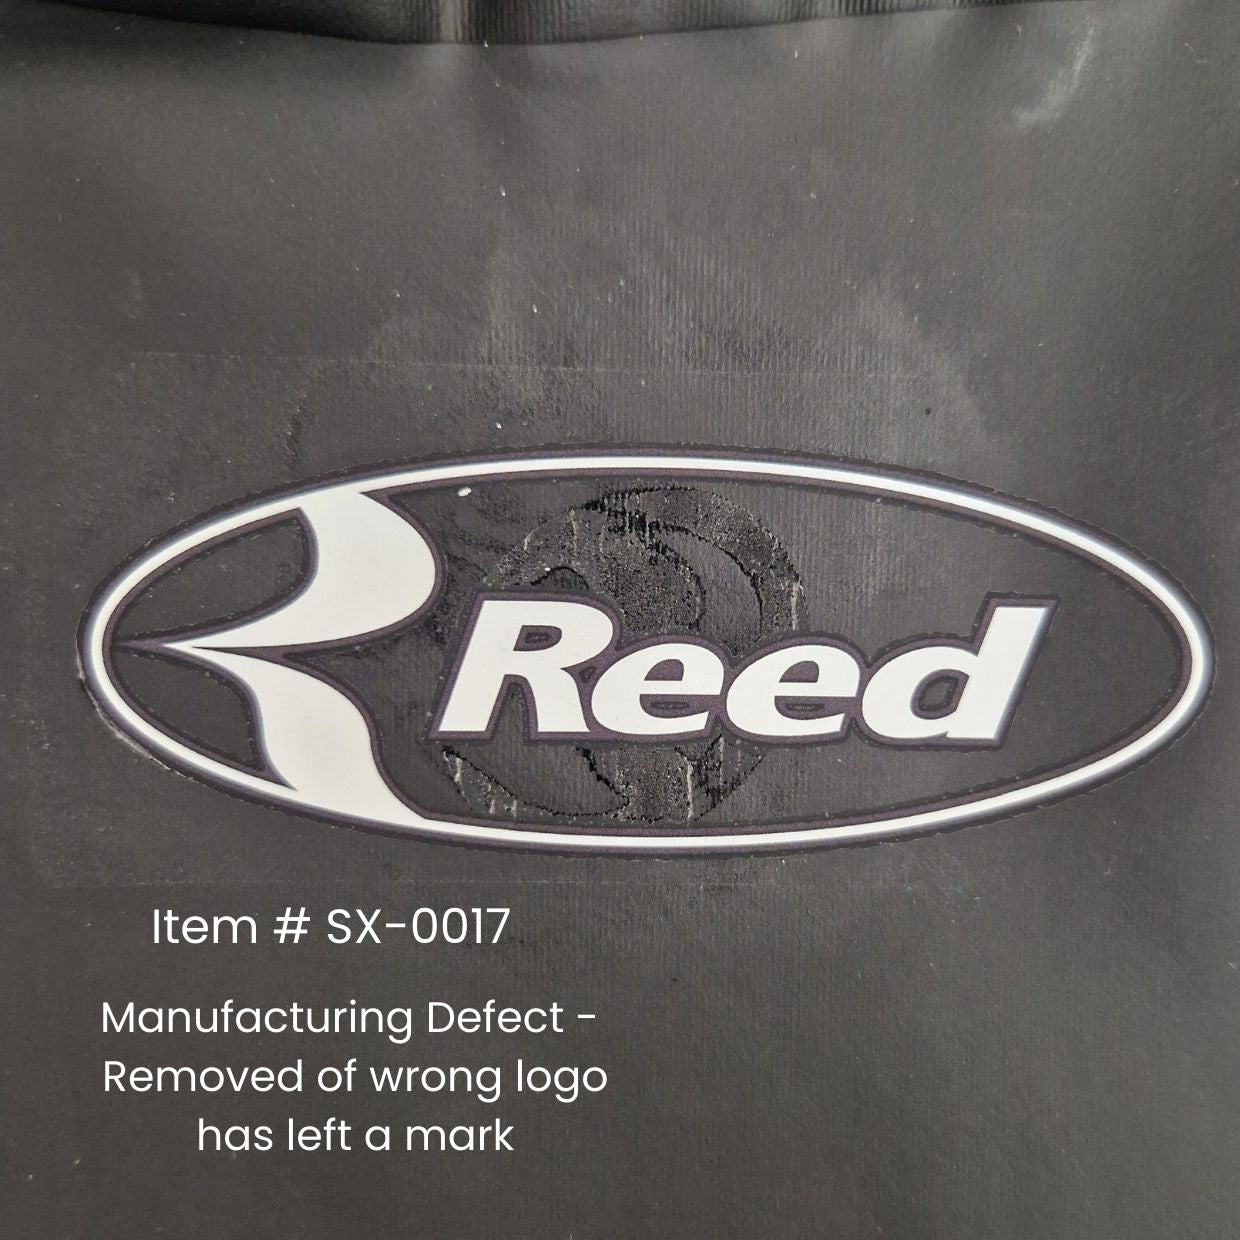 Reed
Item # SX-0017
Manufacturing Defect -
Removed of wrong logo
has left a mark